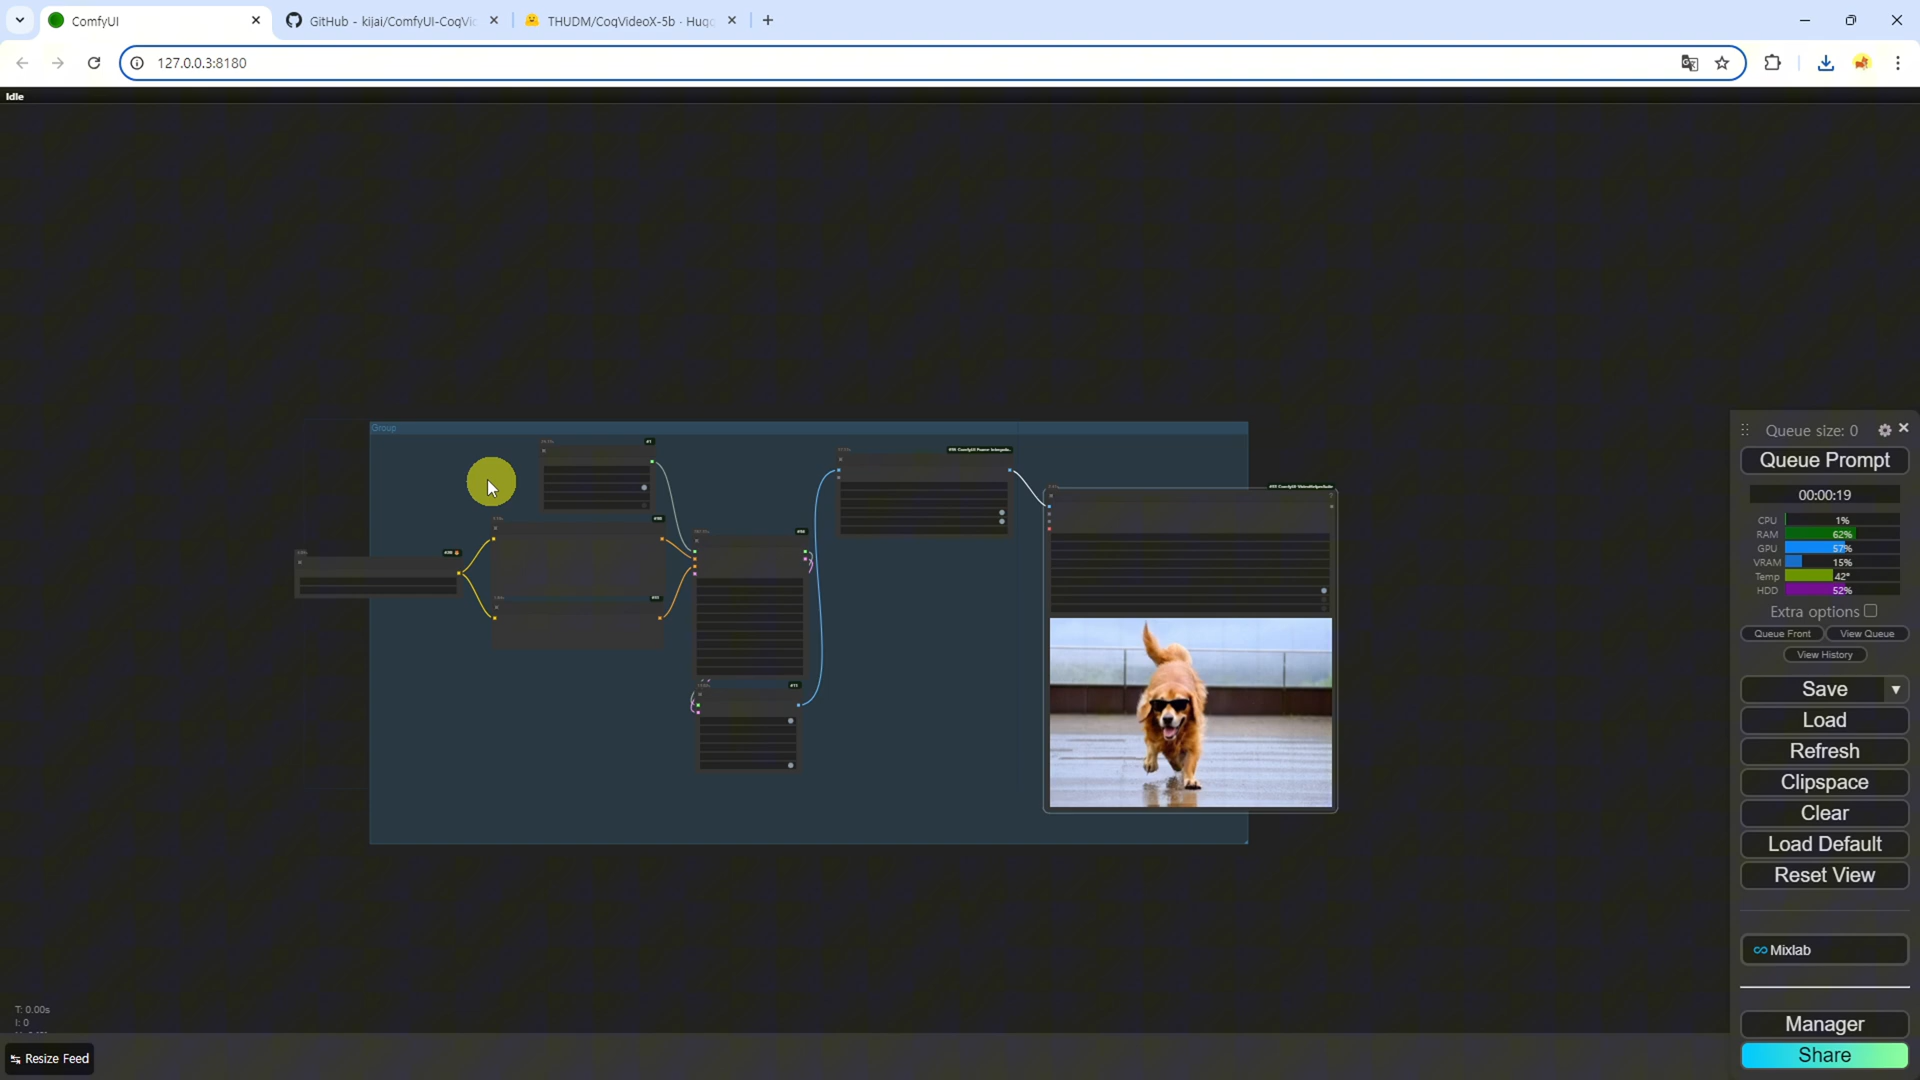 ComfyUI
GitHub - kijai/ComfyUI-CogVic
THUDM/CogVideoX-5b · Hugg
127.0.0.3:8180
Idle
Group
#1
Queue size: 0
Queue Prompt
00:00:19
CPU 1%
RAM 62%
GPU 57%
VRAM 15%
Temp 42°
HDD 52%
Extra options
Queue Front
View Queue
View History
Save
Load
Refresh
Clipspace
Clear
Load Default
Reset View
Mixlab
Manager
Share
T: 0.00s
I: 0
Resize Feed